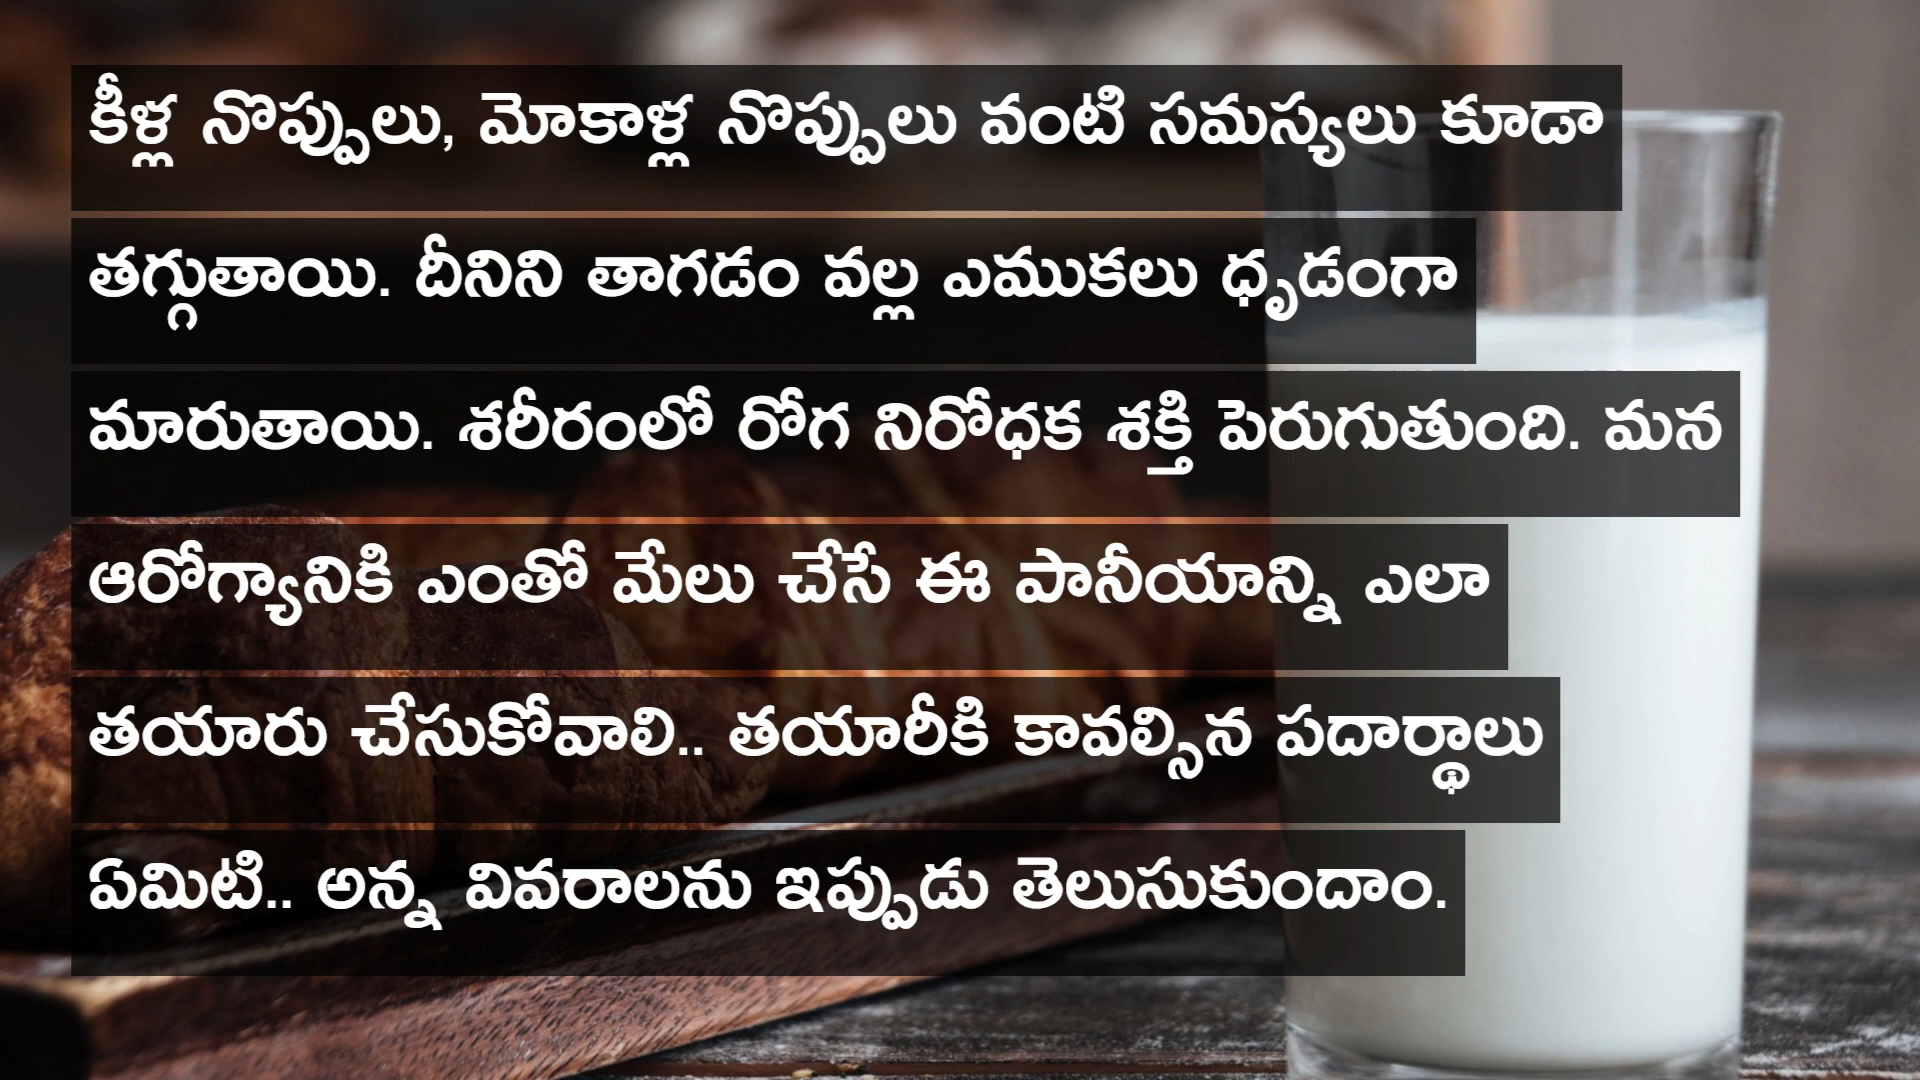 కీళ్ల నొప్పులు, మోకాళ్ల నొప్పులు వంటి సమస్యలు కూడా
తగ్గుతాయి. దీనిని తాగడం వల్ల ఎముకలు ధృడంగా
మారుతాయి. శరీరంలో రోగ నిరోధక శక్తి పెరుగుతుంది. మన
ఆరోగ్యానికి ఎంతో మేలు చేసే ఈ పానీయాన్ని ఎలా
తయారు చేసుకోవాలి.. తయారీకి కావల్సిన పదార్థాలు
ఏమిటి.. అన్న వివరాలను ఇప్పుడు తెలుసుకుందాం.